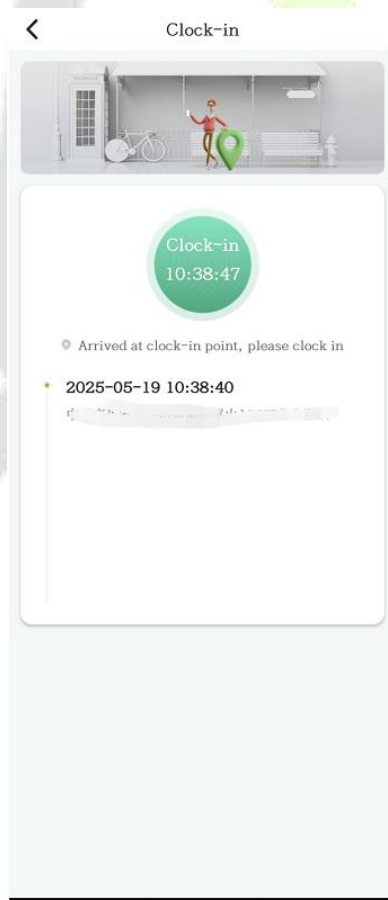 Clock-in
Clock-in
10:38:47
Arrived at clock-in point, please clock in
2025-05-19 10:38:40